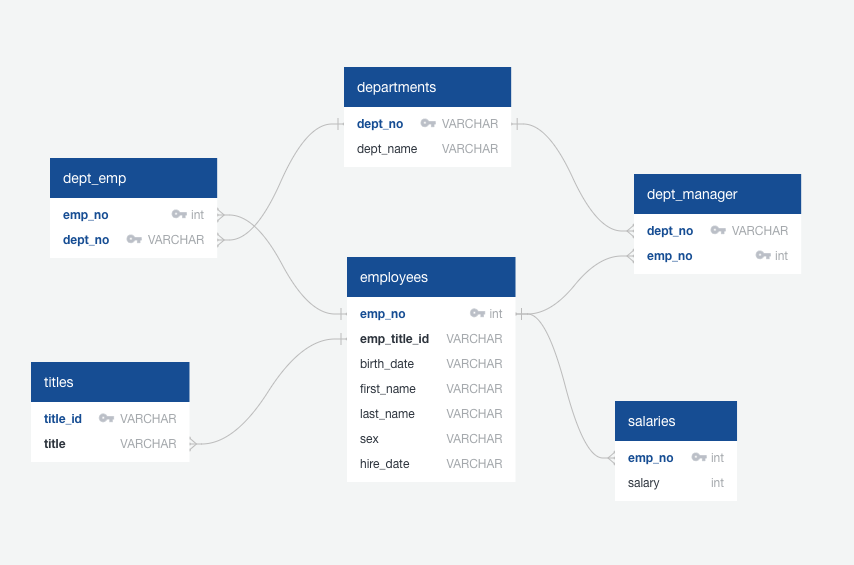 departments
dept_no VARCHAR
dept_name VARCHAR
dept_emp
emp_no int
dept_no VARCHAR
dept_manager
dept_no VARCHAR
emp_no int
employees
emp_no int
emp_title_id VARCHAR
birth_date VARCHAR
first_name VARCHAR
last_name VARCHAR
sex VARCHAR
hire_date VARCHAR
titles
title_id VARCHAR
title VARCHAR
salaries
emp_no int
salary int